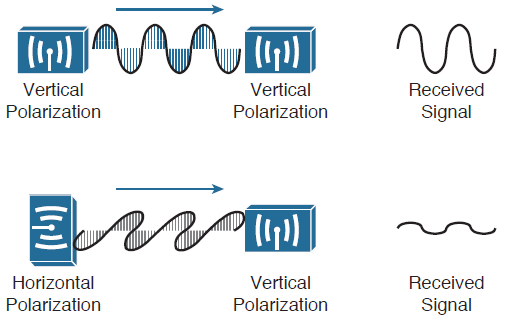 Vertical
Polarization
Vertical
Polarization
Received
Signal
Horizontal
Polarization
Vertical
Polarization
Received
Signal